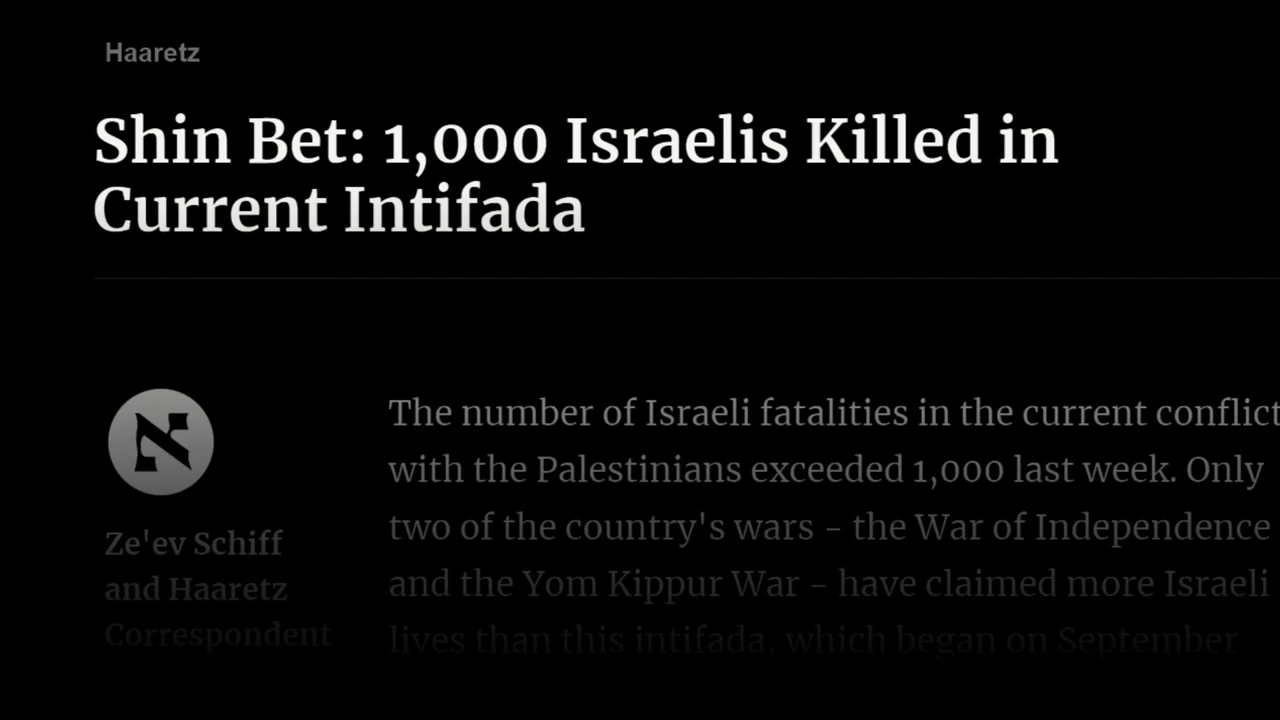 Haaretz
Shin Bet: 1,000 Israelis Killed in
Current Intifada
א
Ze'ev Schiff
and Haaretz
Correspondent
The number of Israeli fatalities in the current conflict
with the Palestinians exceeded 1,000 last week. Only
two of the country's wars – the War of Independence
and the Yom Kippur War – have claimed more Israeli
lives than this intifada, which began on September